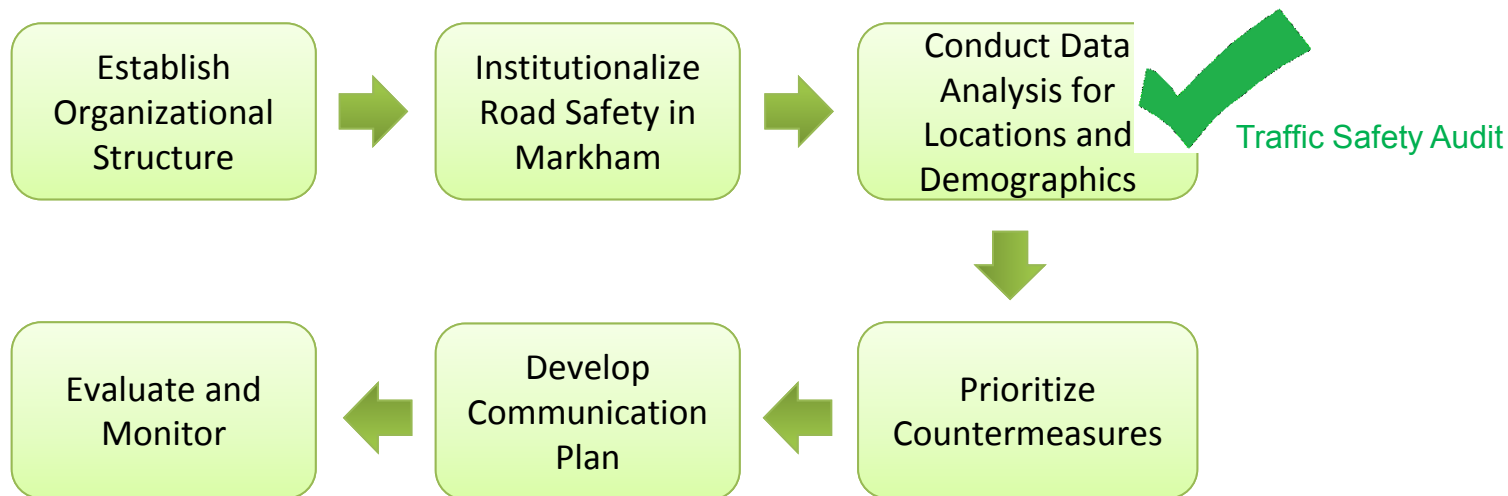 Establish
Organizational
Structure
Institutionalize
Road Safety in
Markham
Conduct Data
Analysis for
Locations and
Demographics
Traffic Safety Audit
Prioritize
Countermeasures
Develop
Communication
Plan
Evaluate and
Monitor